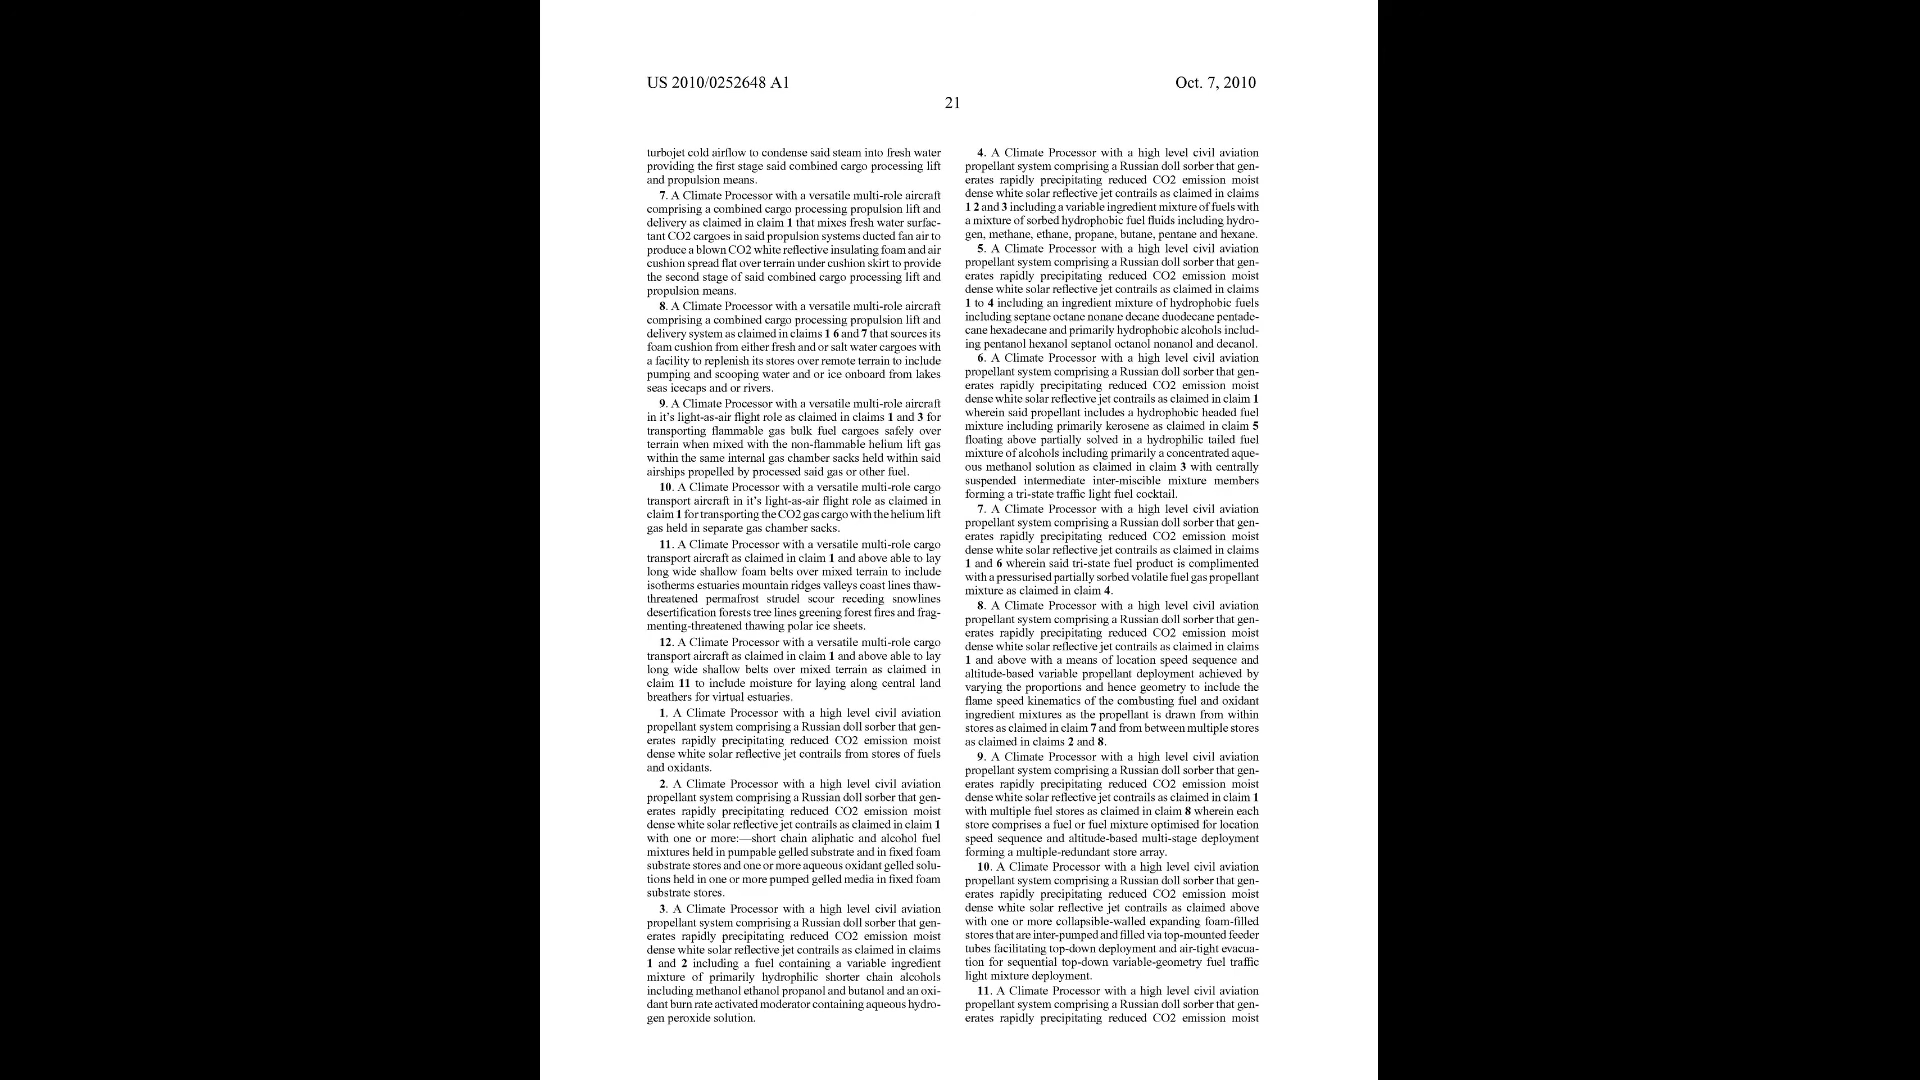 US 2010/0252648 A1
Oct. 7, 2010
21
turbojet cold airflow to condense said steam into fresh water
providing the first stage said combined cargo processing lift
and propulsion means.
7. A Climate Processor with a versatile multi-role aircraft
comprising a combined cargo processing propulsion lift and
delivery as claimed in claim 1 that mixes fresh water surfac-
tant CO2 cargoes in said propulsion systems ducted fan air to
produce a blown CO2 white reflective insulating foam and air
cushion spread flat over terrain under cushion skirt to provide
the second stage of said combined cargo processing lift and
propulsion means.
8. A Climate Processor with a versatile multi-role aircraft
comprising a combined cargo processing propulsion lift and
delivery system as claimed in claims 1 6 and 7 that sources its
foam cushion from either fresh and or salt water cargoes with
a facility to replenish its stores over remote terrain to include
pumping and scooping water and or ice onboard from lakes
seas icecaps and or rivers.
9. A Climate Processor with a versatile multi-role aircraft
in it's light-as-air flight role as claimed in claims 1 and 3 for
transporting flammable gas bulk fuel cargoes safely over
terrain when mixed with the non-flammable helium lift gas
within the same internal gas chamber sacks held within said
airships propelled by processed said gas or other fuel.
10. A Climate Processor with a versatile multi-role cargo
transport aircraft in it's light-as-air flight role as claimed in
claim 1 for transporting the CO2 gas cargo with the helium lift
gas held in separate gas chamber sacks.
11. A Climate Processor with a versatile multi-role cargo
transport aircraft as claimed in claim 1 and above able to lay
long wide shallow foam belts over mixed terrain to include
isotherms estuaries mountain ridges valleys coast lines thaw-
threatened permafrost strudel scour receding snowlines
desertification forests tree lines greening forest fires and frag-
menting-threatened thawing polar ice sheets.
12. A Climate Processor with a versatile multi-role cargo
transport aircraft as claimed in claim 1 and above able to lay
long wide shallow belts over mixed terrain as claimed in
claim 11 to include moisture for laying along central land
breathers for virtual estuaries.
1. A Climate Processor with a high level civil aviation
propellant system comprising a Russian doll sorber that gen-
erates rapidly precipitating reduced CO2 emission moist
dense white solar reflective jet contrails from stores of fuels
and oxidants.
2. A Climate Processor with a high level civil aviation
propellant system comprising a Russian doll sorber that gen-
erates rapidly precipitating reduced CO2 emission moist
dense white solar reflective jet contrails as claimed in claim 1
with one or more:—short chain aliphatic and alcohol fuel
mixtures held in pumpable gelled substrate and in fixed foam
substrate stores and one or more aqueous oxidant gelled solu-
tions held in one or more pumped gelled media in fixed foam
substrate stores.
3. A Climate Processor with a high level civil aviation
propellant system comprising a Russian doll sorber that gen-
erates rapidly precipitating reduced CO2 emission moist
dense white solar reflective jet contrails as claimed in claims
1 and 2 including a fuel containing a variable ingredient
mixture of primarily hydrophilic shorter chain alcohols
including methanol ethanol propanol and butanol and an oxi-
dant burn rate activated moderator containing aqueous hydro-
gen peroxide solution.
4. A Climate Processor with a high level civil aviation
propellant system comprising a Russian doll sorber that gen-
erates rapidly precipitating reduced CO2 emission moist
dense white solar reflective jet contrails as claimed in claims
1 2 and 3 including a variable ingredient mixture of fuels with
a mixture of sorbed hydrophobic fuel fluids including hydro-
gen, methane, ethane, propane, butane, pentane and hexane.
5. A Climate Processor with a high level civil aviation
propellant system comprising a Russian doll sorber that gen-
erates rapidly precipitating reduced CO2 emission moist
dense white solar reflective jet contrails as claimed in claims
1 to 4 including an ingredient mixture of hydrophobic fuels
including septane octane nonane decane duodecane pentade-
cane hexadecane and primarily hydrophobic alcohols includ-
ing pentanol hexanol septanol octanol nonanol and decanol.
6. A Climate Processor with a high level civil aviation
propellant system comprising a Russian doll sorber that gen-
erates rapidly precipitating reduced CO2 emission moist
dense white solar reflective jet contrails as claimed in claim 1
wherein said propellant includes a hydrophobic headed fuel
mixture including primarily kerosene as claimed in claim 5
floating above partially solved in a hydrophilic tailed fuel
mixture of alcohols including primarily a concentrated aque-
ous methanol solution as claimed in claim 3 with centrally
suspended intermediate inter-miscible mixture members
forming a tri-state traffic light fuel cocktail.
7. A Climate Processor with a high level civil aviation
propellant system comprising a Russian doll sorber that gen-
erates rapidly precipitating reduced CO2 emission moist
dense white solar reflective jet contrails as claimed in claims
1 and 6 wherein said tri-state fuel product is complimented
with a pressurised partially sorbed volatile fuel gas propellant
mixture as claimed in claim 4.
8. A Climate Processor with a high level civil aviation
propellant system comprising a Russian doll sorber that gen-
erates rapidly precipitating reduced CO2 emission moist
dense white solar reflective jet contrails as claimed in claims
1 and above with a means of location speed sequence and
altitude-based variable propellant deployment achieved by
varying the proportions and hence geometry to include the
flame speed kinematics of the combusting fuel and oxidant
ingredient mixtures as the propellant is drawn from within
stores as claimed in claim 7 and from between multiple stores
as claimed in claims 2 and 8.
9. A Climate Processor with a high level civil aviation
propellant system comprising a Russian doll sorber that gen-
erates rapidly precipitating reduced CO2 emission moist
dense white solar reflective jet contrails as claimed in claim 1
with multiple fuel stores as claimed in claim 8 wherein each
store comprises a fuel or fuel mixture optimised for location
speed sequence and altitude-based multi-stage deployment
forming a multiple-redundant store array.
10. A Climate Processor with a high level civil aviation
propellant system comprising a Russian doll sorber that gen-
erates rapidly precipitating reduced CO2 emission moist
dense white solar reflective jet contrails as claimed above
with one or more collapsible-walled expanding foam-filled
stores that are inter-pumped and filled via top-mounted feeder
tubes facilitating top-down deployment and air-tight evacua-
tion for sequential top-down variable-geometry fuel traffic
light mixture deployment.
11. A Climate Processor with a high level civil aviation
propellant system comprising a Russian doll sorber that gen-
erates rapidly precipitating reduced CO2 emission moist